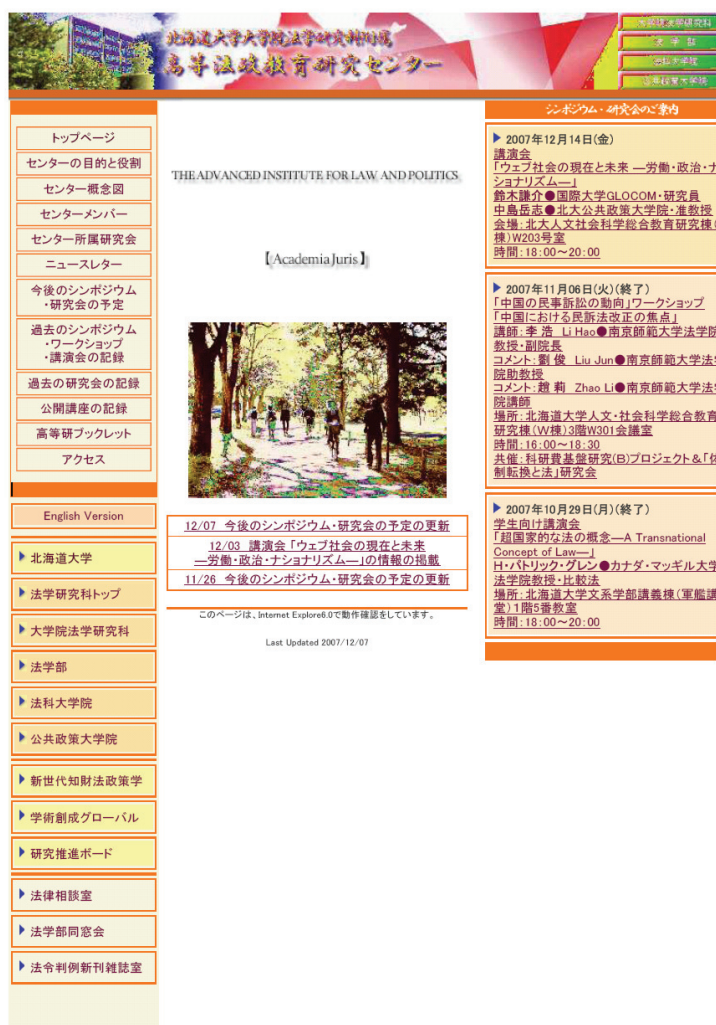 北海道大学大学院法学研究科附属
高等法政教育研究センター
大学院法学研究科
法学部
法科大学院
公共政策大学院
トップページ
センターの目的と役割
センター概念図
センターメンバー
センター所属研究会
ニュースレター
今後のシンポジウム
・研究会の予定
過去のシンポジウム
・ワークショップ
・講演会の記録
過去の研究会の記録
公開講座の記録
高等研ブックレット
アクセス
English Version
北海道大学
法学研究科トップ
大学院法学研究科
法学部
法科大学院
公共政策大学院
新世代知財法政策学
学術創成グローバル
研究推進ボード
法律相談室
法学部同窓会
法令判例新刊雑誌室
THE ADVANCED INSTITUTE FOR LAW AND POLITICS
【Academia Juris】
12/07 今後のシンポジウム・研究会の予定の更新
12/03 講演会「ウェブ社会の現在と未来
―労働・政治・ナショナリズム―」の情報の掲載
11/26 今後のシンポジウム・研究会の予定の更新
このページは、Internet Explore6.0で動作確認をしています。
Last Updated 2007/12/07
シンポジウム・研究会のご案内
2007年12月14日(金)
講演会
「ウェブ社会の現在と未来 ―労働・政治・ナ
ショナリズム―」
鈴木謙介●国際大学GLOCOM・研究員
中島岳志●北大公共政策大学院・准教授
会場:北大人文社会科学総合教育研究棟(
棟)W203号室
時間:18:00～20:00
2007年11月06日(火)(終了)
「中国の民事訴訟の動向」ワークショップ
「中国における民訴法改正の焦点」
講師:李 浩 Li Hao●南京師範大学法学院
教授・副院長
コメント:劉 俊 Liu Jun●南京師範大学法学
院助教授
コメント:趙 莉 Zhao Li●南京師範大学法学
院講師
場所:北海道大学人文・社会科学総合教育
研究棟(W棟)3階W301会議室
時間:16:00～18:30
共催:科研費基盤研究(B)プロジェクト＆「体
制転換と法」研究会
2007年10月29日(月)(終了)
学生向け講演会
「超国家的な法の概念―A Transnational
Concept of Law―」
H・パトリック・グレン●カナダ・マッギル大学
法学院教授・比較法
場所:北海道大学文系学部講義棟(軍艦講
堂)1階5番教室
時間:18:00～20:00